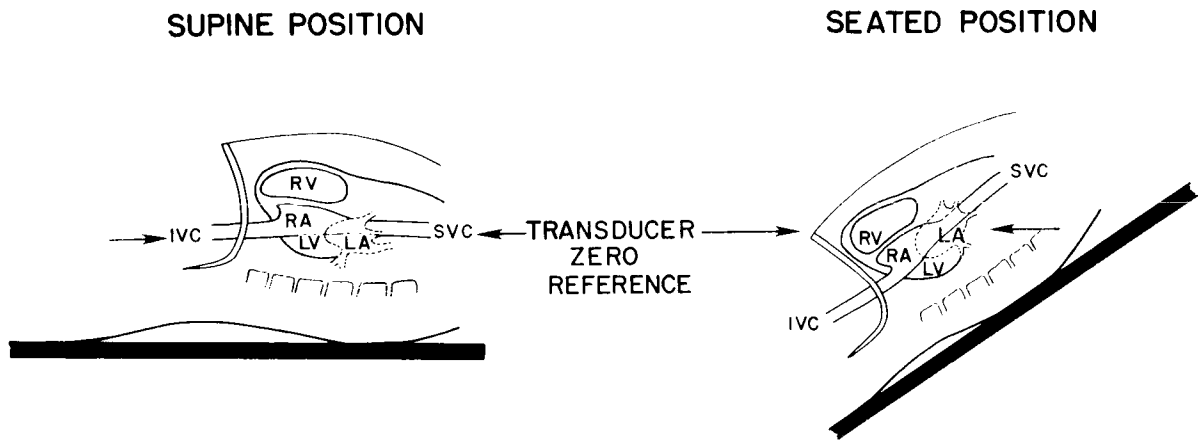 SUPINE POSITION
SEATED POSITION
RV
RA
IVC
LV
LA
SVC
TRANSDUCER
ZERO
REFERENCE
SVC
RV
LA
RA
LV
IVC